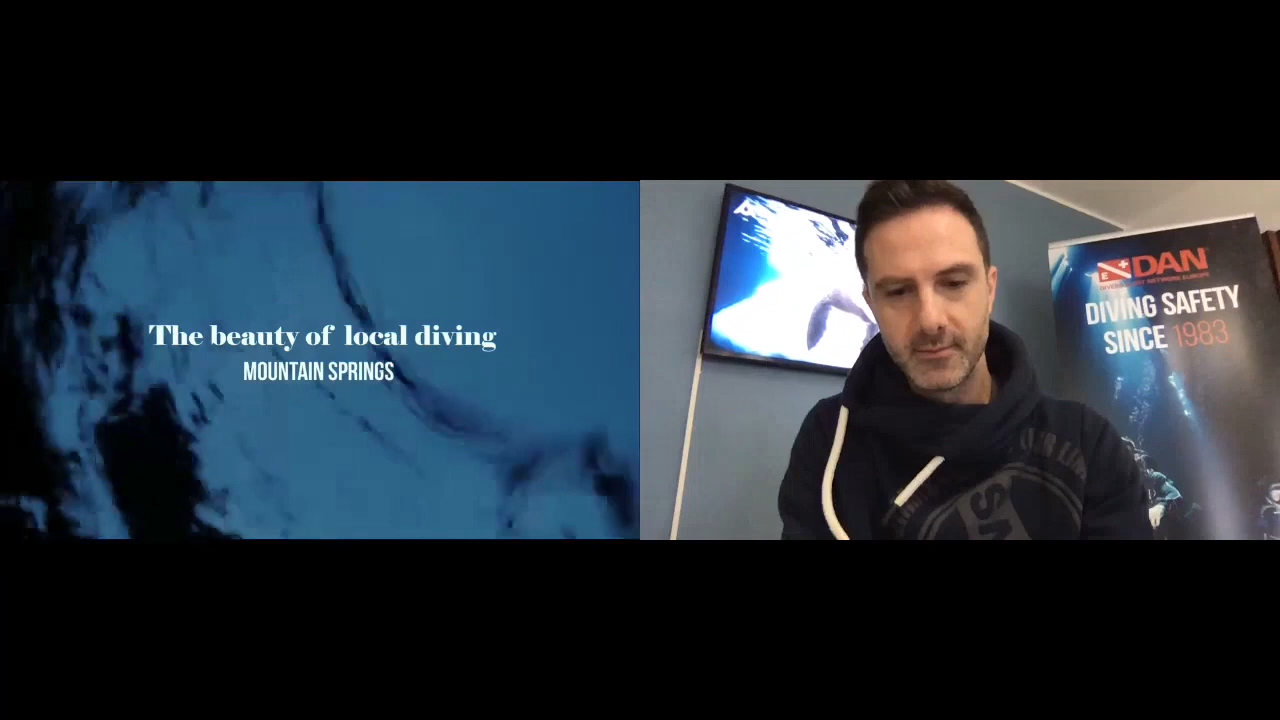 The beauty of local diving
MOUNTAIN SPRINGS
DAN
DIVING SAFETY
SINCE 1983